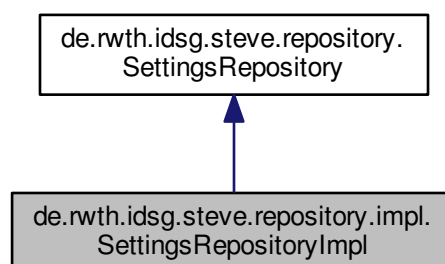 de.rwth.idsg.steve.repository.
SettingsRepository
de.rwth.idsg.steve.repository.impl.
SettingsRepositoryImpl